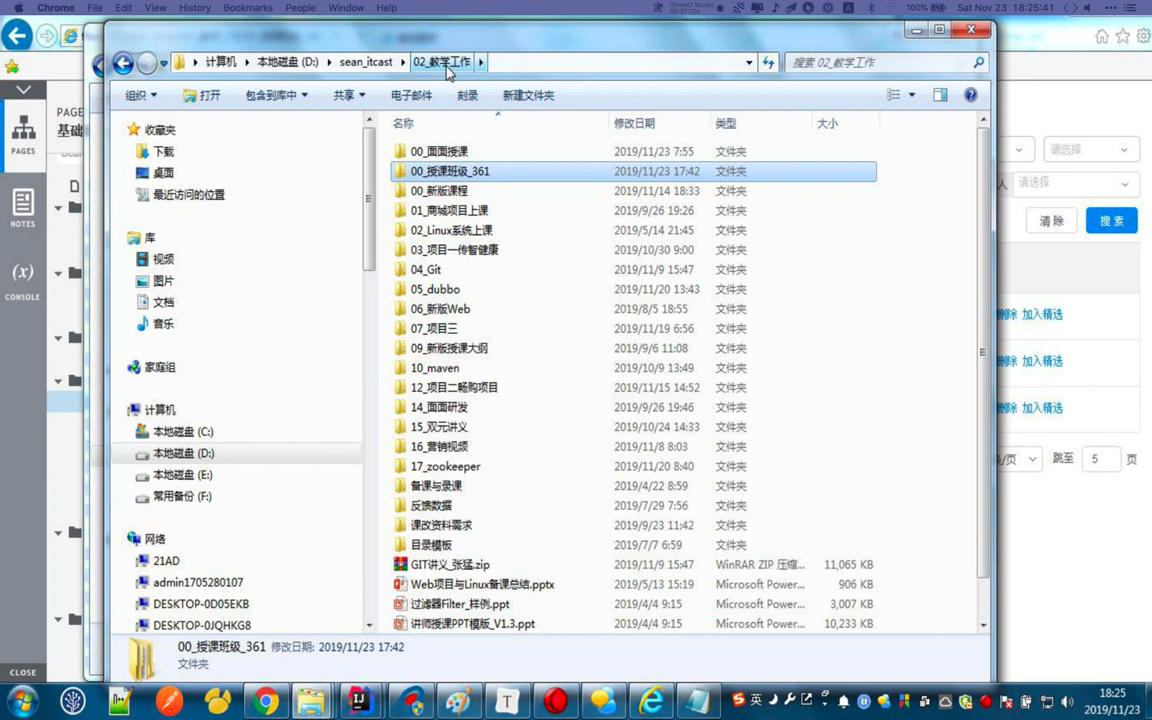 Chrome File Edit View History Bookmarks People Window Help 100% Sat Nov 23 18:25:41
计算机 本地磁盘 (D:) sean_itcast 02_教学工作 搜索 02_教学工作
组织 打开 包含到库中 共享 电子邮件 刻录 新建文件夹
PAGES
NOTES
(x)
CONSOLE
CLOSE
PAGE
基础
收藏夹
下载
桌面
最近访问的位置
库
视频
图片
文档
音乐
家庭组
计算机
本地磁盘 (C:)
本地磁盘 (D:)
本地磁盘 (E:)
常用备份 (F:)
网络
21AD
admin1705280107
DESKTOP-0D05EKB
DESKTOP-0JQHKG8
名称 修改日期 类型 大小
00_面面授课 2019/11/23 7:55 文件夹
00_授课班级_361 2019/11/23 17:42 文件夹
00_新版课程 2019/11/14 18:33 文件夹
01_商城项目上课 2019/9/26 19:26 文件夹
02_Linux系统上课 2019/5/14 21:45 文件夹
03_项目一传智健康 2019/10/30 9:00 文件夹
04_Git 2019/11/9 15:47 文件夹
05_dubbo 2019/11/20 13:43 文件夹
06_新版Web 2019/8/5 18:55 文件夹
07_项目三 2019/11/19 6:56 文件夹
09_新版授课大纲 2019/9/6 11:08 文件夹
10_maven 2019/10/9 13:49 文件夹
12_项目二畅购项目 2019/11/15 14:52 文件夹
14_面面研发 2019/9/26 19:46 文件夹
15_双元讲义 2019/10/24 14:33 文件夹
16_营销视频 2019/11/8 8:03 文件夹
17_zookeeper 2019/11/20 8:40 文件夹
备课与录课 2019/4/22 8:59 文件夹
反馈数据 2019/7/29 7:56 文件夹
课改资料需求 2019/9/23 11:42 文件夹
目录模板 2019/7/7 6:59 文件夹
GIT讲义_张猛.zip 2019/11/9 15:47 WinRAR ZIP 压缩... 11,065 KB
Web项目与Linux备课总结.pptx 2019/5/13 15:19 Microsoft Power... 906 KB
过滤器Filter_样例.ppt 2019/4/4 9:15 Microsoft Power... 3,007 KB
讲师授课PPT模版_V1.3.ppt 2019/4/4 9:15 Microsoft Power... 10,233 KB
00_授课班级_361 修改日期: 2019/11/23 17:42
文件夹
请选择
人 请选择
清除 搜索
删除 加入精选
删除 加入精选
删除 加入精选
条/页 跳至 5 页
英
18:25
2019/11/23